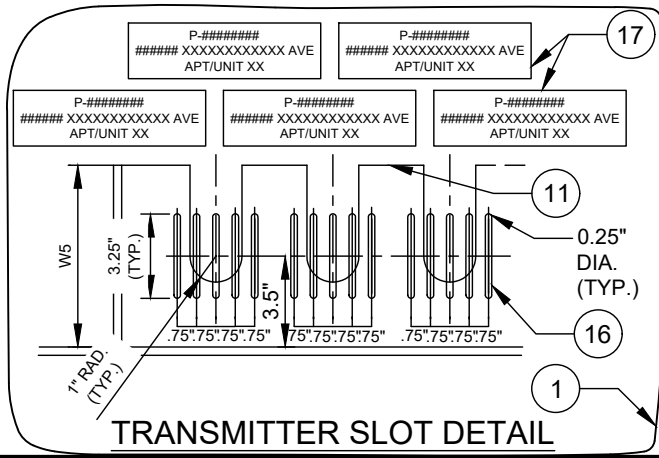 P-########
###### XXXXXXXXXXXX AVE
APT/UNIT XX
P-########
###### XXXXXXXXXXXX AVE
APT/UNIT XX
17
P-########
###### XXXXXXXXXXXX AVE
APT/UNIT XX
P-########
###### XXXXXXXXXXXX AVE
APT/UNIT XX
P-########
###### XXXXXXXXXXXX AVE
APT/UNIT XX
11
W5
3.25"
(TYP.)
3.5"
0.25"
DIA.
(TYP.)
16
.75" .75" .75" .75"
.75" .75" .75" .75"
.75" .75" .75" .75"
1" RAD.
(TYP.)
1
TRANSMITTER SLOT DETAIL